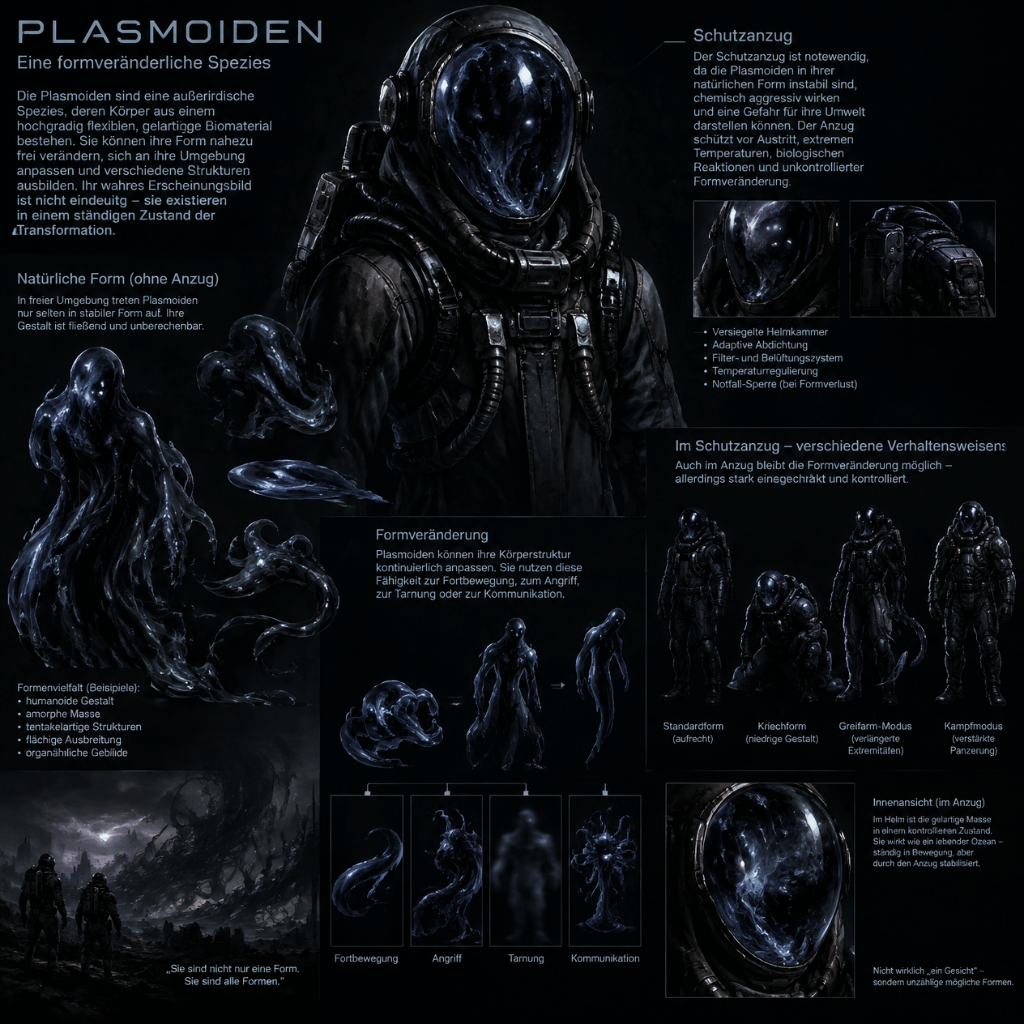 PLASMOIDEN
Eine formveränderliche Spezies
Die Plasmoiden sind eine außerirdische
Spezies, deren Körper aus einem
hochgradig flexiblen, gelartigge Biomaterial
bestehen. Sie können ihre Form nahezu
frei verändern, sich an ihre Umgebung
anpassen und verschiedene Strukturen
ausbilden. Ihr wahres Erscheinungsbild
ist nicht eindeuitg – sie existieren
in einem ständigen Zustand der
Transformation.
Schutzanzug
Der Schutzanzug ist notewendig,
da die Plasmoiden in ihrer
natürlichen Form instabil sind,
chemisch aggresiv wirken
und eine Gefahr für ihre Umwelt
darstellen können. Der Anzug
schützt vor Austritt, extremen
Temperaturen, biologischen
Reaktionen und unkontrollierter
Formveränderung.
• Versiegelte Helmkammer
• Adaptive Abdichtung
• Filter- und Belüftungszystem
• Temperaturregulierung
• Notfall-Sperre (bei Formverlust)
Natürliche Form (ohne Anzug)
In freier Umgebung treten Plasmoiden
nur selten in stabiler Form auf. Ihre
Gestalt ist fließend und unberechenbar.
Formenvielfalt (Beisipiele):
• humanoide Gestalt
• amorphe Masse
• tentakelartige Strukturen
• flächige Ausbreitung
• organähnliche Gebilide
Formveränderung
Plasmoiden können ihre Körperstruktur
kontinuierlich anpassen. Sie nutzen diese
Fähigkeit zur Fortbewegung, zum Angriff,
zur Tarnung oder zur Kommunikation.
Fortbewegung
Angriff
Tarnung
Kommunikation
Im Schutzanzug – verschiedene Verhaltensweisens
Auch im Anzug bleibt die Formveränderung möglich –
allerdings stark einegechräkt und kontrolliert.
Standardform
(aufrecht)
Kriechform
(niedrige Gestalt)
Greifarm-Modus
(verlängerte
Extremitäten)
Kampfmodus
(verstärkte
Panzerung)
Innenansicht (im Anzug)
Im Helm ist die gelartige Masse
in einem kontrollierten Zustand.
Sie wirkt wie ein lebender Ozean –
ständig in Bewegung, aber
durch den Anzug stabilisiert.
Nicht wirklich „ein Gesicht“ –
sondern unzählige mögliche Formen.
„Sie sind nicht nur eine Form.
Sie sind alle Formen.“